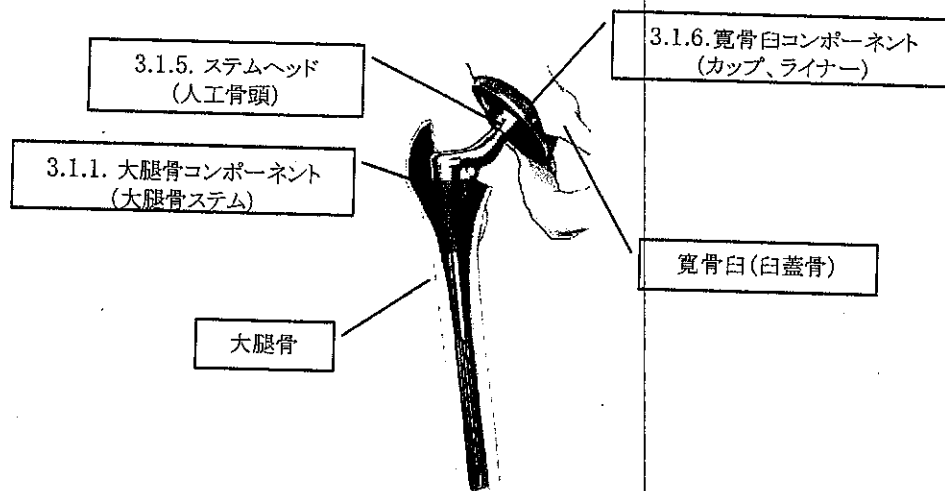 3.1.5. ステムヘッド
(人工骨頭)
3.1.6.寛骨臼コンポーネント
(カップ、ライナー)
3.1.1. 大腿骨コンポーネント
(大腿骨ステム)
寛骨臼(臼蓋骨)
大腿骨